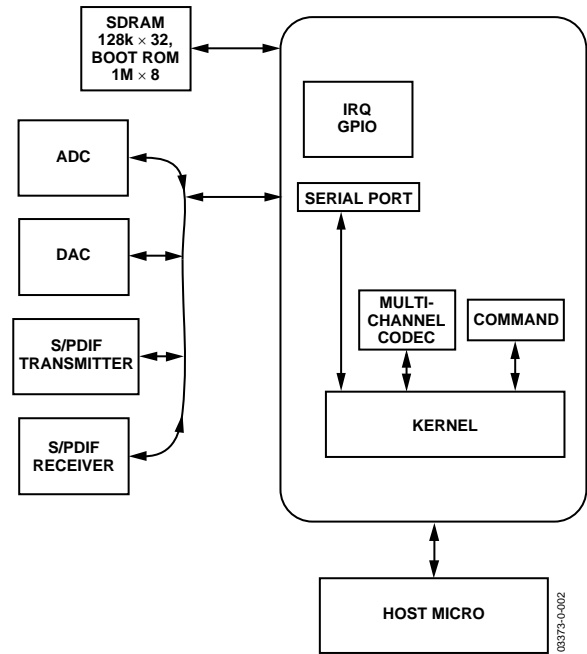 SDRAM
128k × 32,
BOOT ROM
1M × 8
IRQ
GPIO
ADC
SERIAL PORT
DAC
MULTI-
CHANNEL
CODEC
COMMAND
S/PDIF
TRANSMITTER
KERNEL
S/PDIF
RECEIVER
HOST MICRO
03373-0-002